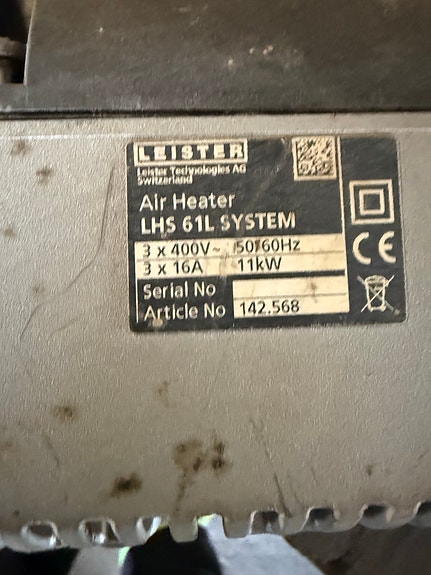 LEISTER
Leister Technologies AG
Switzerland
Air Heater
LHS 61L SYSTEM
3 x 400V~ 50/60Hz
3 x 16A 11kW
Serial No
Article No 142.568
CE